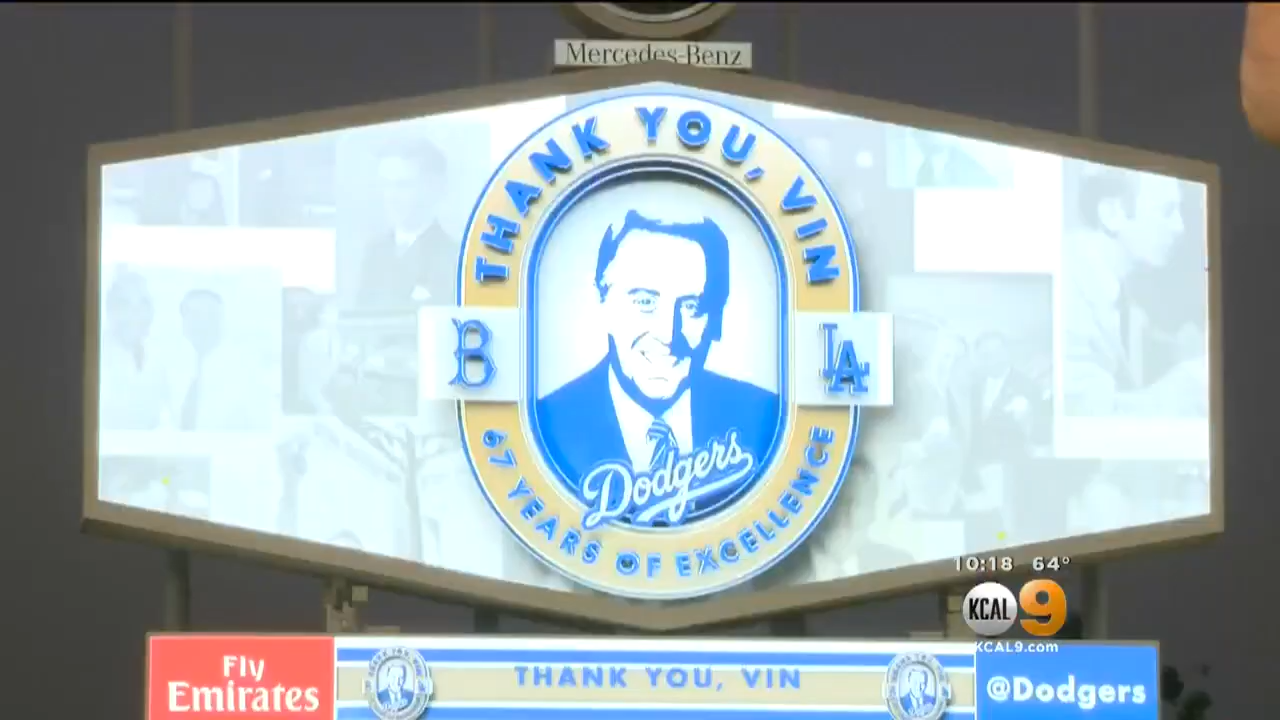 Mercedes-Benz
THANK YOU, VIN
B
LA
Dodgers
67 YEARS OF EXCELLENCE
10:18 64°
KCAL 9
KCAL9.com
Fly
Emirates
THANK YOU, VIN
@Dodgers